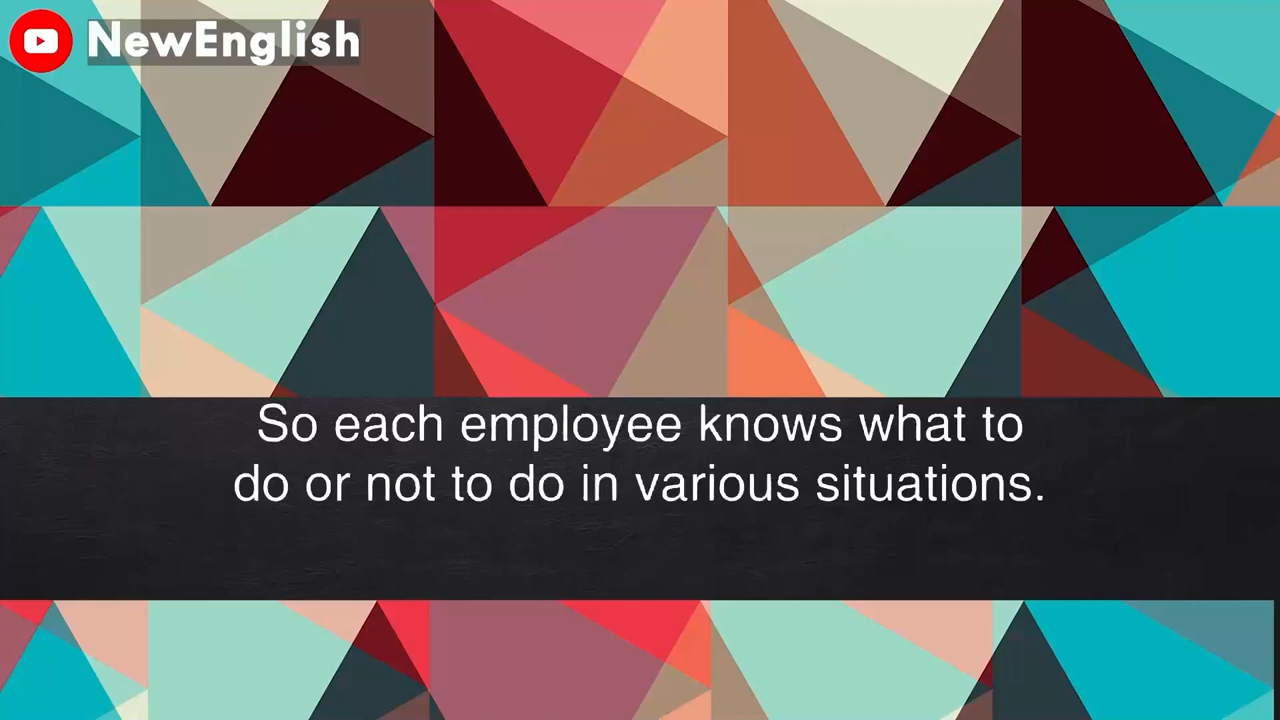 NewEnglish
So each employee knows what to
do or not to do in various situations.